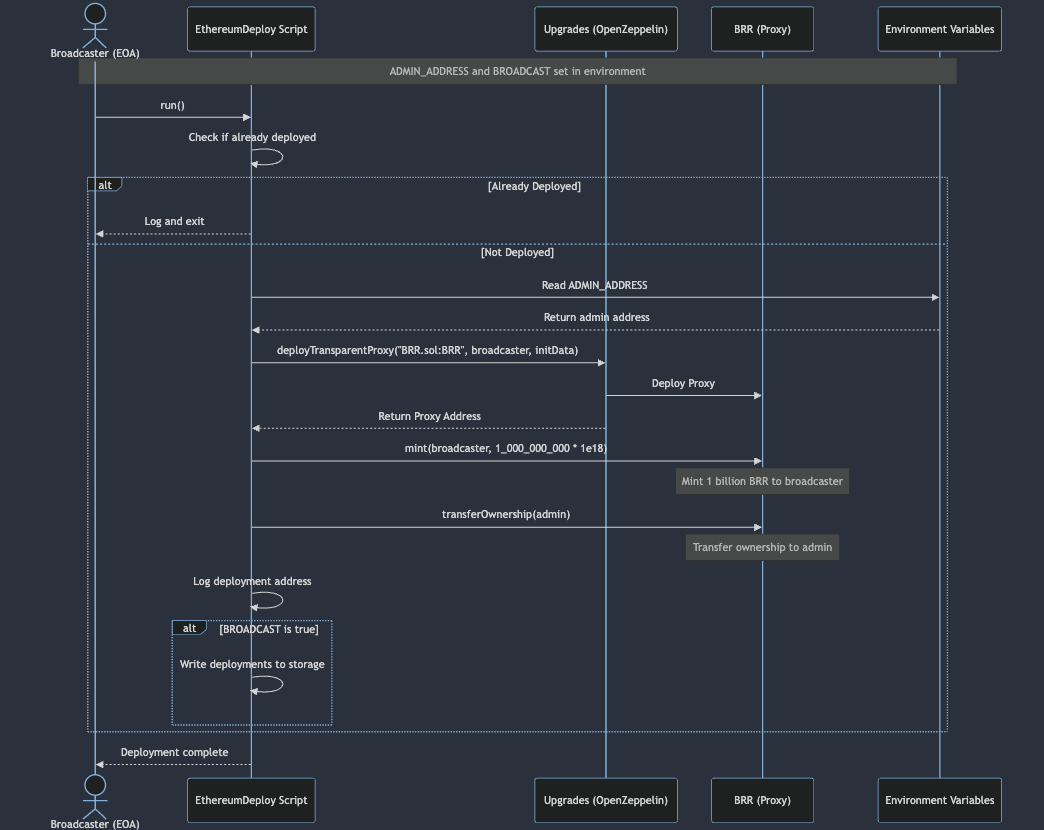 EthereumDeploy Script
Upgrades (OpenZeppelin)
BRR (Proxy)
Environment Variables
Broadcaster (EOA)
ADMIN_ADDRESS and BROADCAST set in environment
run()
Check if already deployed
alt
[Already Deployed]
Log and exit
[Not Deployed]
Read ADMIN_ADDRESS
Return admin address
deployTransparentProxy("BRR.sol:BRR", broadcaster, initData)
Deploy Proxy
Return Proxy Address
mint(broadcaster, 1_000_000_000 * 1e18)
Mint 1 billion BRR to broadcaster
transferOwnership(admin)
Transfer ownership to admin
Log deployment address
alt
[BROADCAST is true]
Write deployments to storage
Deployment complete
EthereumDeploy Script
Upgrades (OpenZeppelin)
BRR (Proxy)
Environment Variables
Broadcaster (EOA)